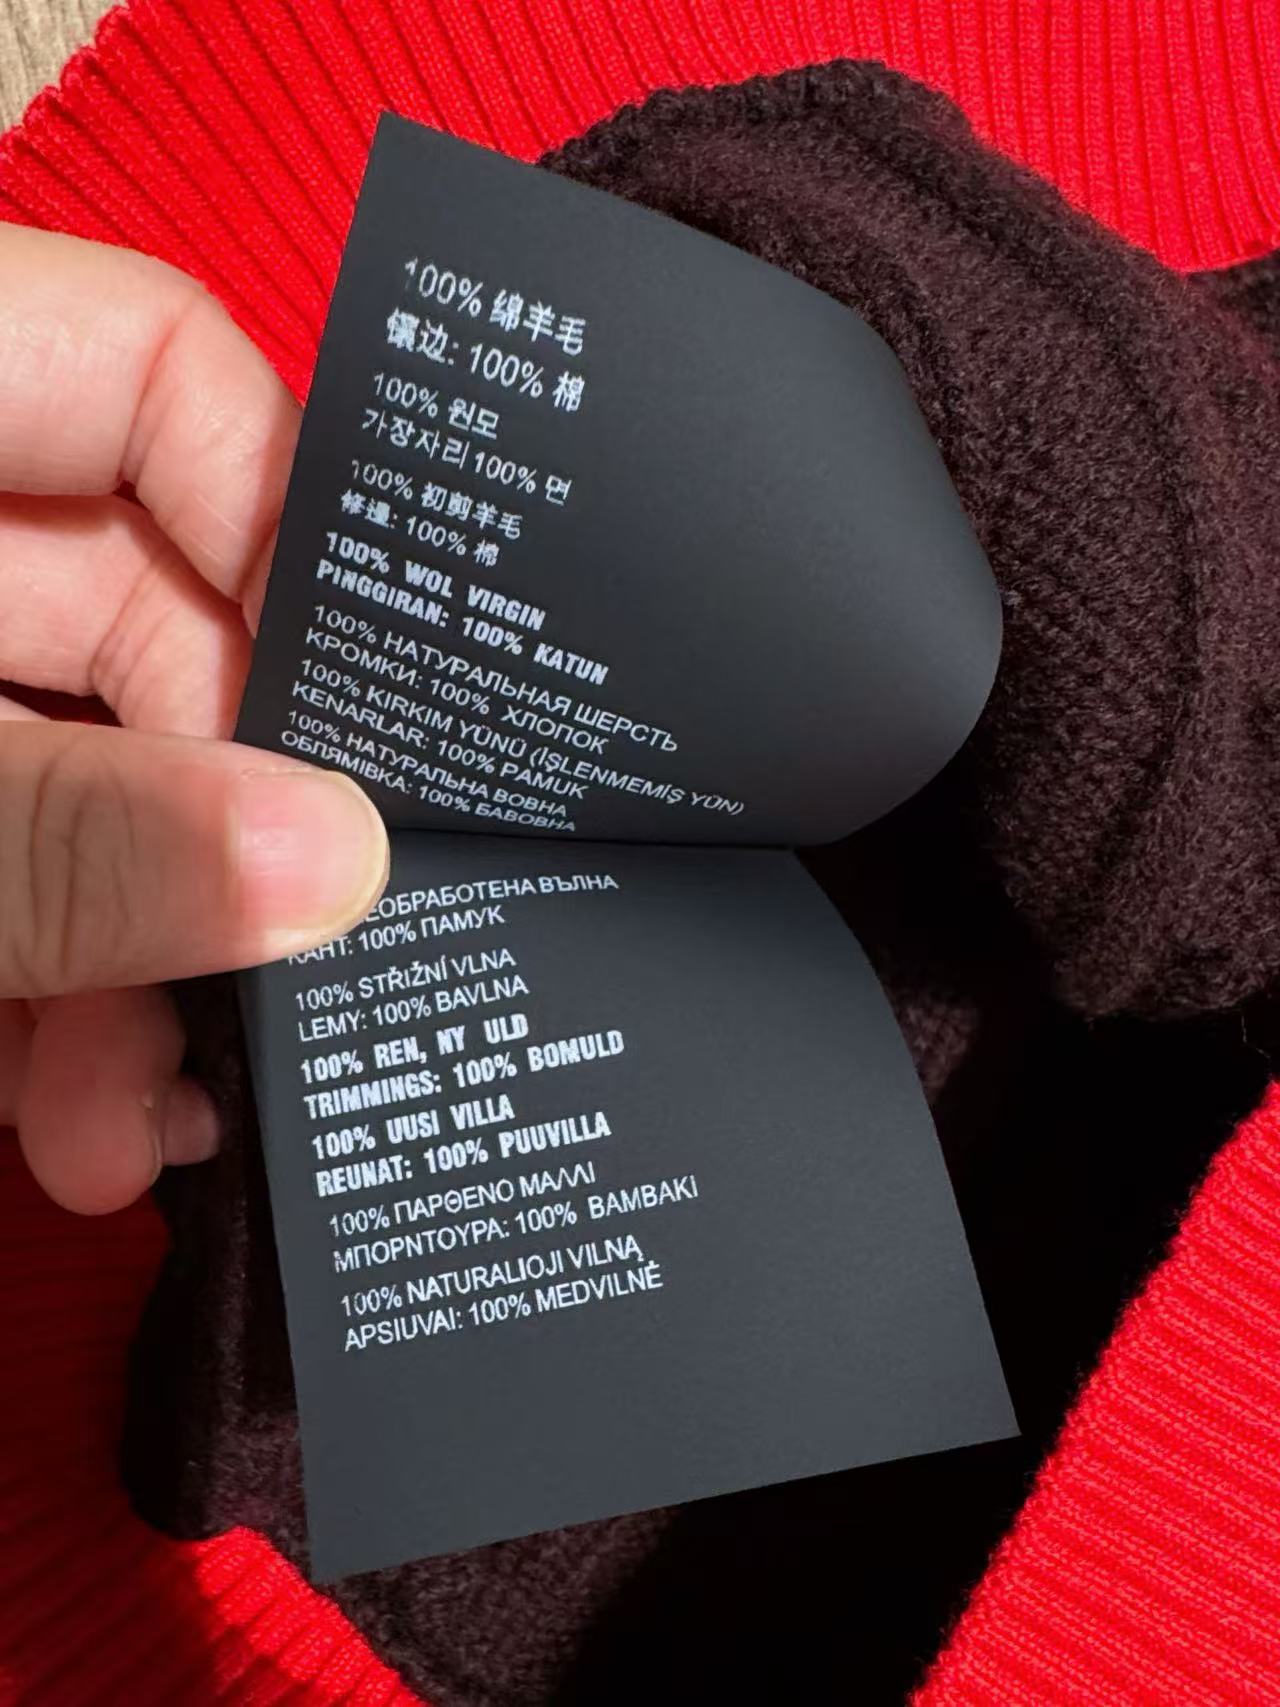 100% 绵羊毛
镶边: 100% 棉
100% 원모
가장자리 100% 면
100% 初剪羊毛
修邊: 100% 棉
100% WOL VIRGIN
PINGGIRAN: 100% KATUN
100% НАТУРАЛЬНАЯ ШЕРСТЬ
КРОМКИ: 100% ХЛОПОК
100% KIRKIM YÜNÜ (İŞLENMEMİŞ YÜN)
KENARLAR: 100% PAMUK
100% НАТУРАЛЬНА ВОВНА
ОБЛЯМІВКА: 100% БАВОВНА
ВЪЛНА
КАНТ: 100% ПАМУК
100% STŘIŽNÍ VLNA
LEMY: 100% BAVLNA
100% REN, NY ULD
TRIMMINGS: 100% BOMULD
100% UUSI VILLA
REUNAT: 100% PUUVILLA
100% ΠΑΡΘΕΝΟ ΜΑΛΛΙ
ΜΠΟΡΝΤΟΥΡΑ: 100% ΒΑΜΒΑΚΙ
100% NATURALIOJI VILNĄ
APSIUVAI: 100% MEDVILNĖ